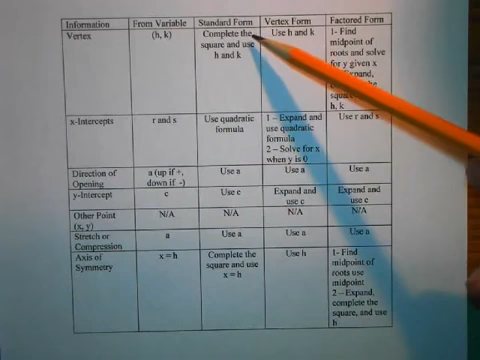 Information From Variable Standard Form Vertex Form Factored Form
Vertex (h, k) Complete the Use h and k 1- Find
square and use midpoint of
h and k roots and solve
for y given x
Expand,
the
h, k
x-Intercepts r and s Use quadratic 1 – Expand and Use r and s
formula use quadratic
formula
2 – Solve for x
when y is 0
Direction of a (up if +, Use a Use a Use a
Opening down if -)
y-Intercept c Use c Expand and Expand and
use c use c
Other Point N/A N/A N/A N/A
(x, y)
Stretch or a Use a Use a Use a
Compression
Axis of x = h Complete the Use h 1- Find
Symmetry square and use midpoint of
x = h roots use
midpoint
2 – Expand,
complete the
square, and use
h